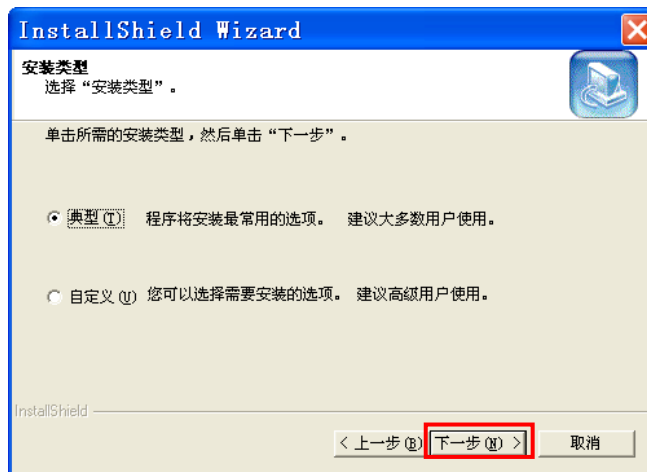 InstallShield Wizard
安装类型
选择“安装类型”。
单击所需的安装类型，然后单击“下一步”。
典型(T) 程序将安装最常用的选项。 建议大多数用户使用。
自定义(U) 您可以选择需要安装的选项。 建议高级用户使用。
InstallShield
< 上一步(B) 下一步(N) > 取消